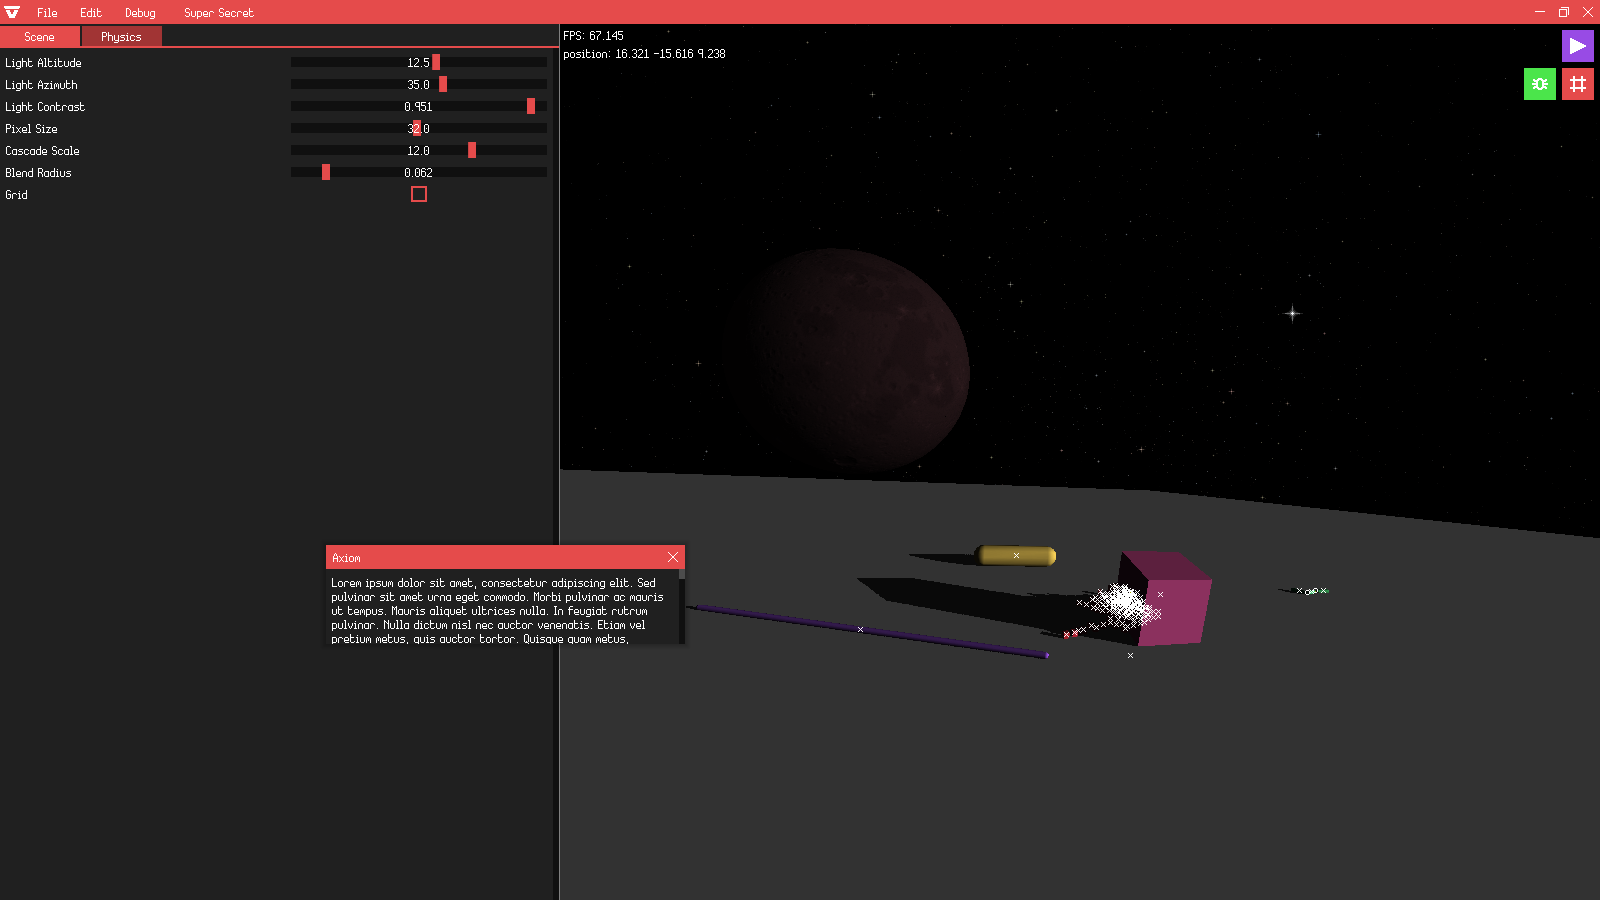 File Edit Debug Super Secret
Scene Physics
Light Altitude 12.5
Light Azimuth 35.0
Light Contrast 0.951
Pixel Size 32.0
Cascade Scale 12.0
Blend Radius 0.062
Grid
FPS: 67.145
position: 16.321 -15.616 9.238
Axiom
Lorem ipsum dolor sit amet, consectetur adipiscing elit. Sed
pulvinar sit amet urna eget commodo. Morbi pulvinar ac mauris
ut tempus. Mauris aliquet ultrices nulla. In feugiat rutrum
pulvinar. Nulla dictum nisl nec auctor venenatis. Etiam vel
pretium metus, quis auctor tortor. Quisque quam metus,